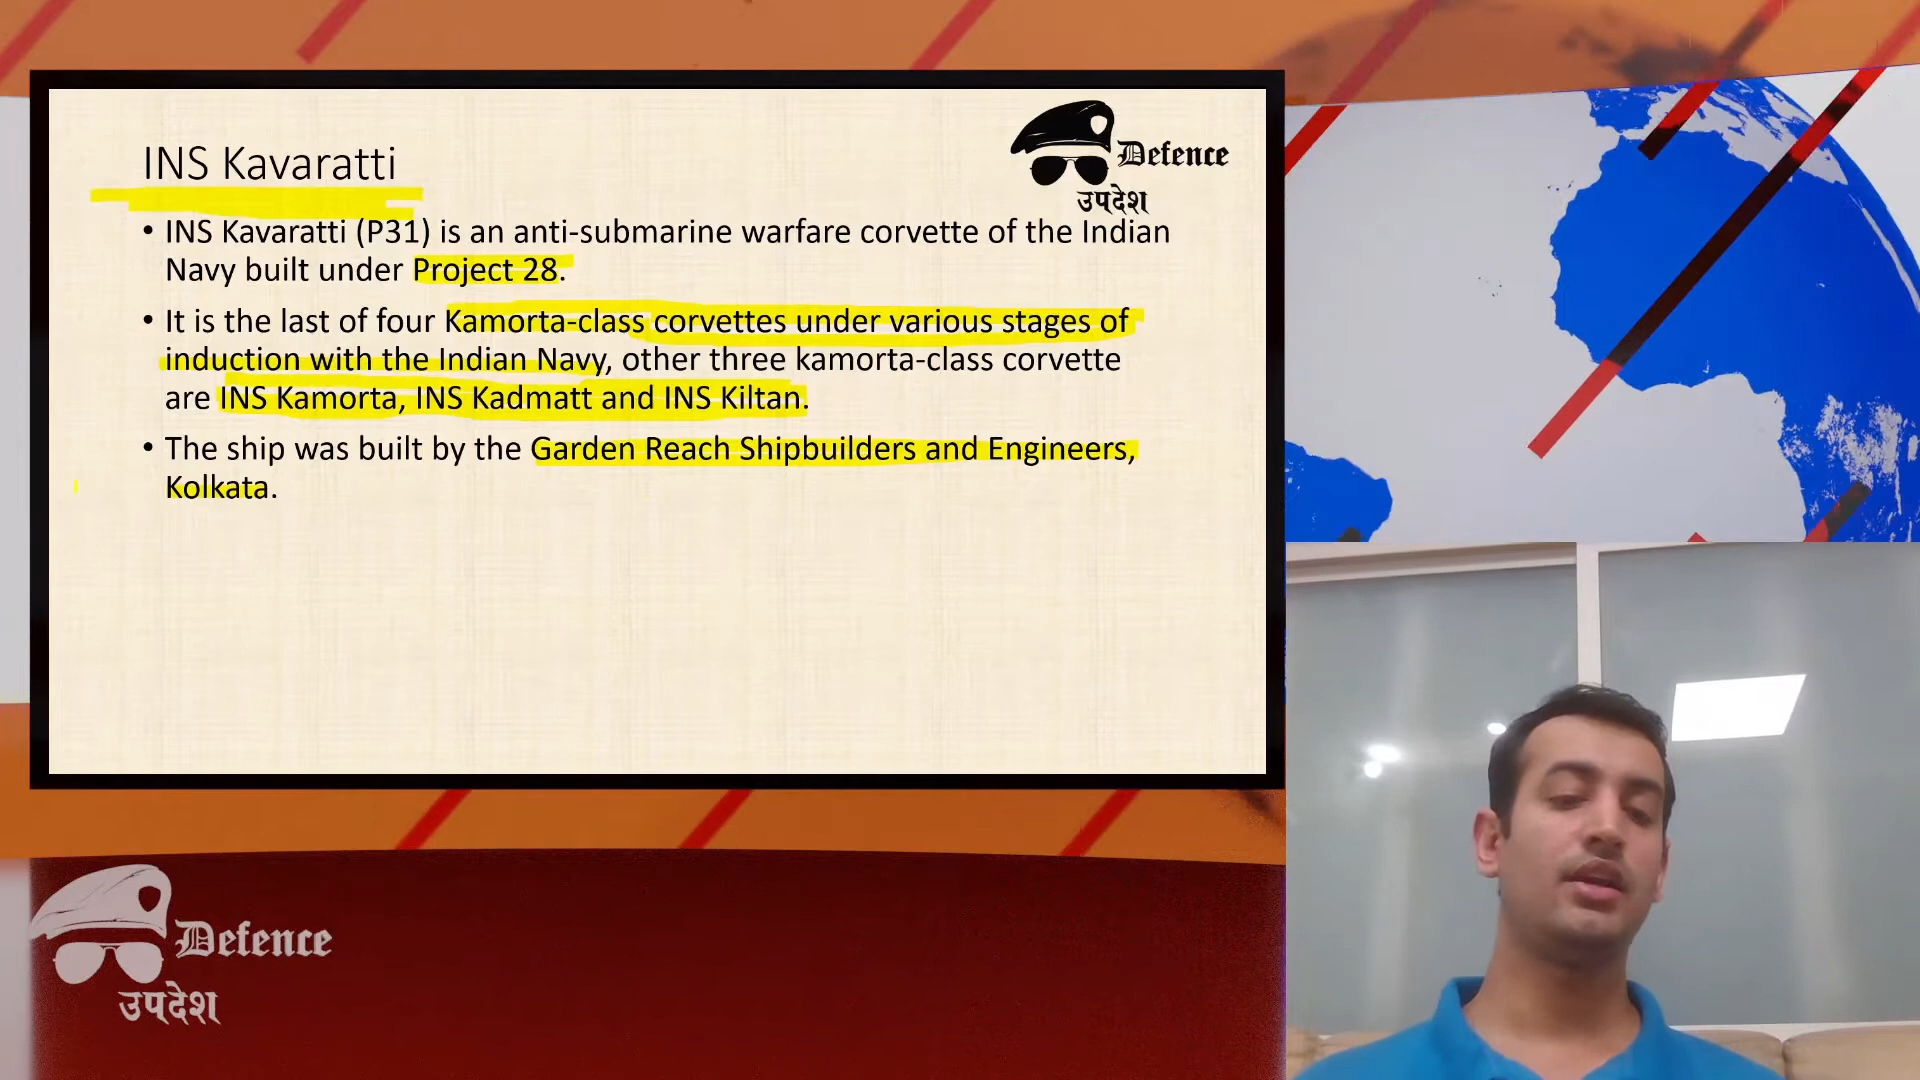 INS Kavaratti
Defence
उपदेश
• INS Kavaratti (P31) is an anti-submarine warfare corvette of the Indian
Navy built under Project 28.
• It is the last of four Kamorta-class corvettes under various stages of
induction with the Indian Navy, other three kamorta-class corvette
are INS Kamorta, INS Kadmatt and INS Kiltan.
• The ship was built by the Garden Reach Shipbuilders and Engineers,
Kolkata.
Defence
उपदेश